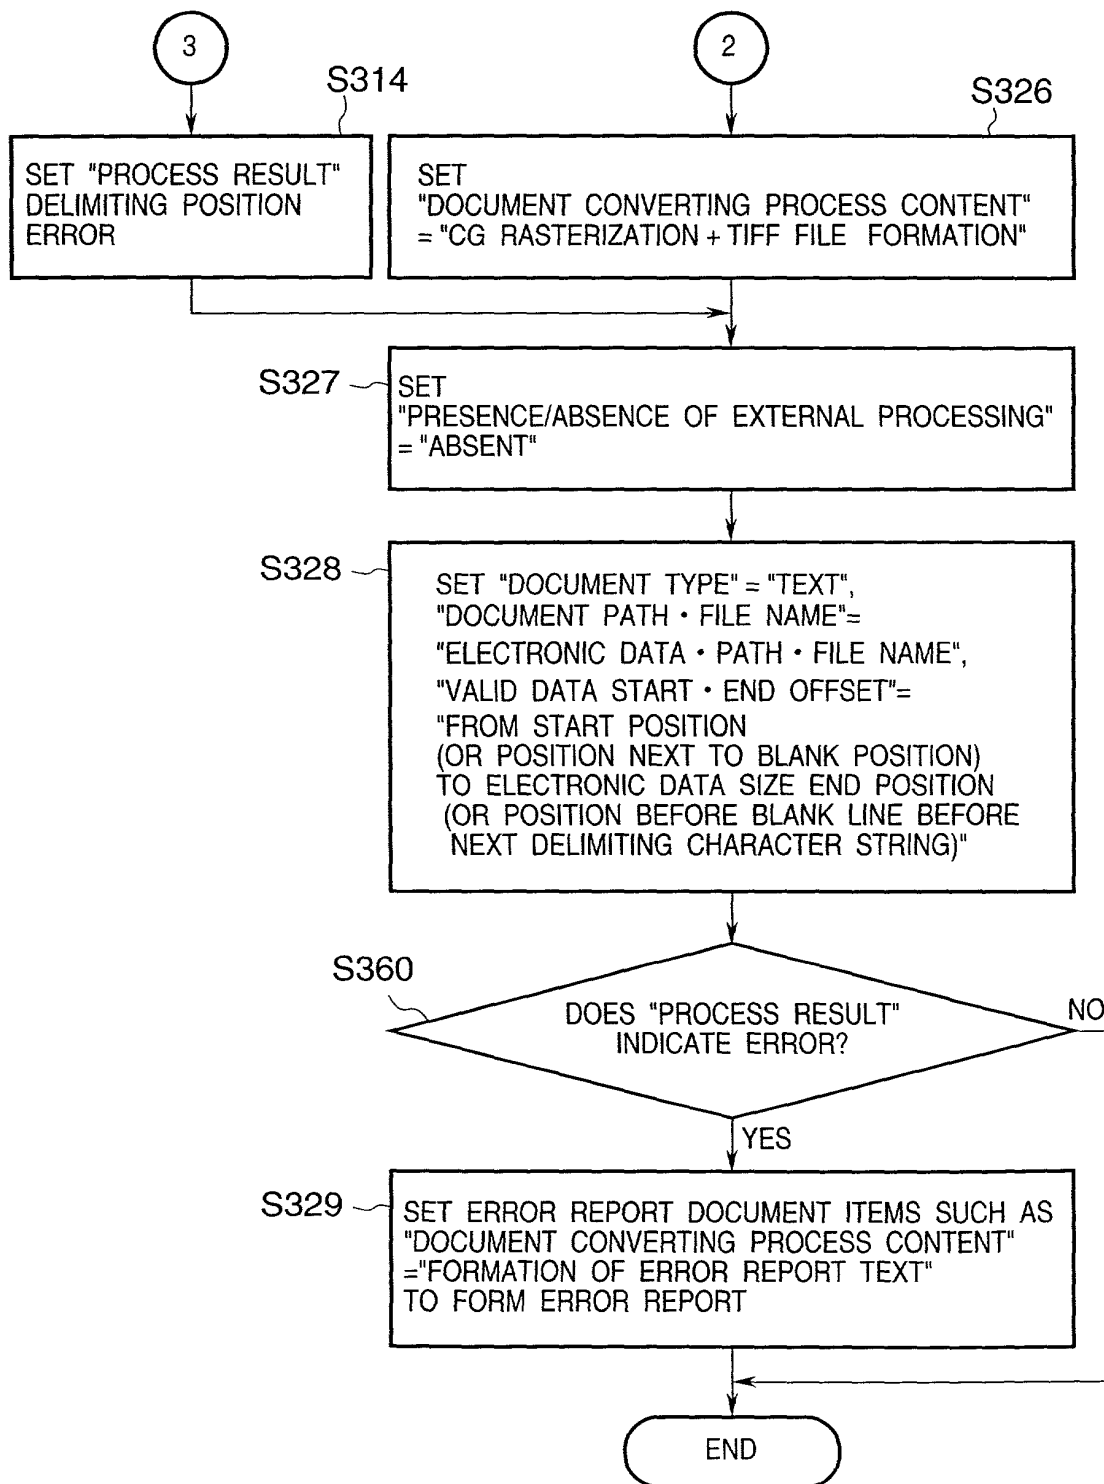 3
2
S314
S326
SET "PROCESS RESULT"
DELIMITING POSITION
ERROR
SET
"DOCUMENT CONVERTING PROCESS CONTENT"
= "CG RASTERIZATION + TIFF FILE FORMATION"
S327
SET
"PRESENCE/ABSENCE OF EXTERNAL PROCESSING"
= "ABSENT"
S328
SET "DOCUMENT TYPE" = "TEXT",
"DOCUMENT PATH • FILE NAME"=
"ELECTRONIC DATA • PATH • FILE NAME",
"VALID DATA START • END OFFSET"=
"FROM START POSITION
(OR POSITION NEXT TO BLANK POSITION)
TO ELECTRONIC DATA SIZE END POSITION
(OR POSITION BEFORE BLANK LINE BEFORE
NEXT DELIMITING CHARACTER STRING)"
S360
DOES "PROCESS RESULT"
INDICATE ERROR?
NO
YES
S329
SET ERROR REPORT DOCUMENT ITEMS SUCH AS
"DOCUMENT CONVERTING PROCESS CONTENT"
="FORMATION OF ERROR REPORT TEXT"
TO FORM ERROR REPORT
END